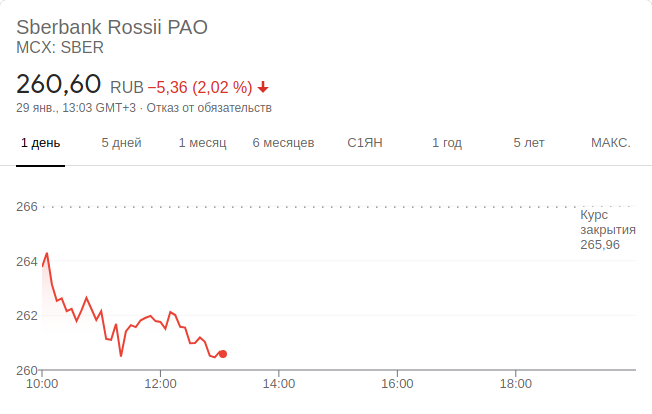 Sberbank Rossii PAO
MCX: SBER
260,60 RUB −5,36 (2,02 %)
29 янв., 13:03 GMT+3 · Отказ от обязательств
1 день 5 дней 1 месяц 6 месяцев С1ЯН 1 год 5 лет МАКС.
266
Курс
закрытия
265,96
264
262
260
10:00 12:00 14:00 16:00 18:00